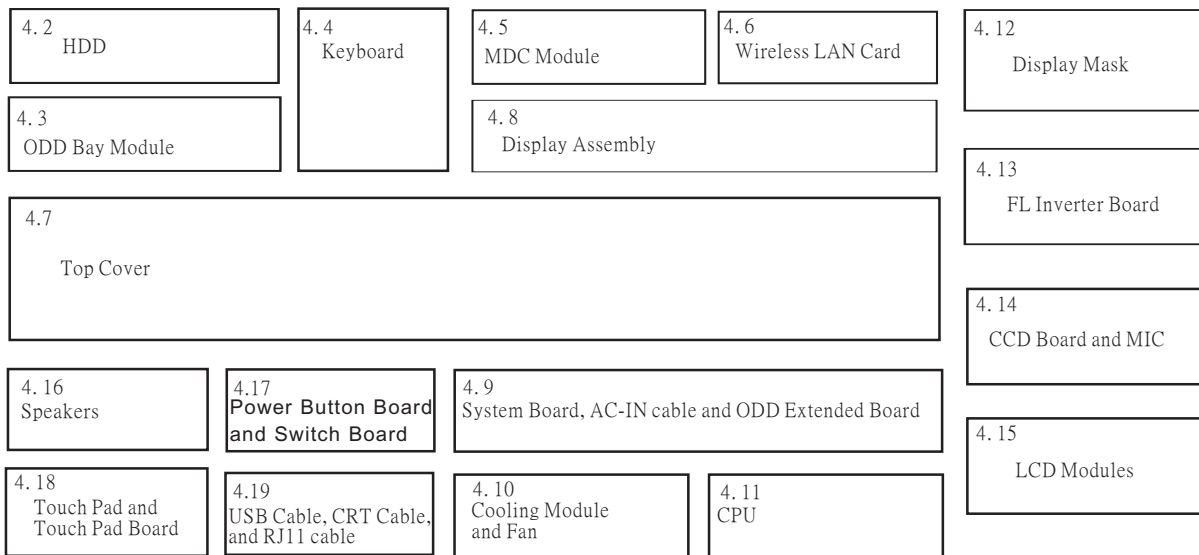 4.2
HDD
4.4
Keyboard
4.5
MDC Module
4.6
Wireless LAN Card
4.12
Display Mask
4.3
ODD Bay Module
4.8
Display Assembly
4.13
FL Inverter Board
4.7
Top Cover
4.14
CCD Board and MIC
4.16
Speakers
4.17
Power Button Board
and Switch Board
4.9
System Board, AC-IN cable and ODD Extended Board
4.15
LCD Modules
4.18
Touch Pad and
Touch Pad Board
4.19
USB Cable, CRT Cable,
and RJ11 cable
4.10
Cooling Module
and Fan
4.11
CPU